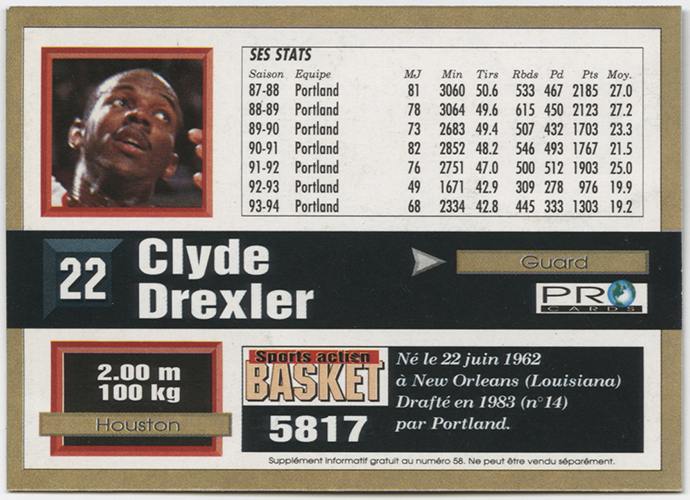 SES STATS
Saison Equipe MJ Min Tirs Rbds Pd Pts Moy.
87-88 Portland 81 3060 50.6 533 467 2185 27.0
88-89 Portland 78 3064 49.6 615 450 2123 27.2
89-90 Portland 73 2683 49.4 507 432 1703 23.3
90-91 Portland 82 2852 48.2 546 493 1767 21.5
91-92 Portland 76 2751 47.0 500 512 1903 25.0
92-93 Portland 49 1671 42.9 309 278 976 19.9
93-94 Portland 68 2334 42.8 445 333 1303 19.2
22
Clyde
Drexler
Guard
PRO
CARDS
2.00 m
100 kg
Houston
Sports action
BASKET
5817
Né le 22 juin 1962
à New Orleans (Louisiana)
Drafté en 1983 (n°14)
par Portland.
Supplément informatif gratuit au numéro 58. Ne peut être vendu séparément.